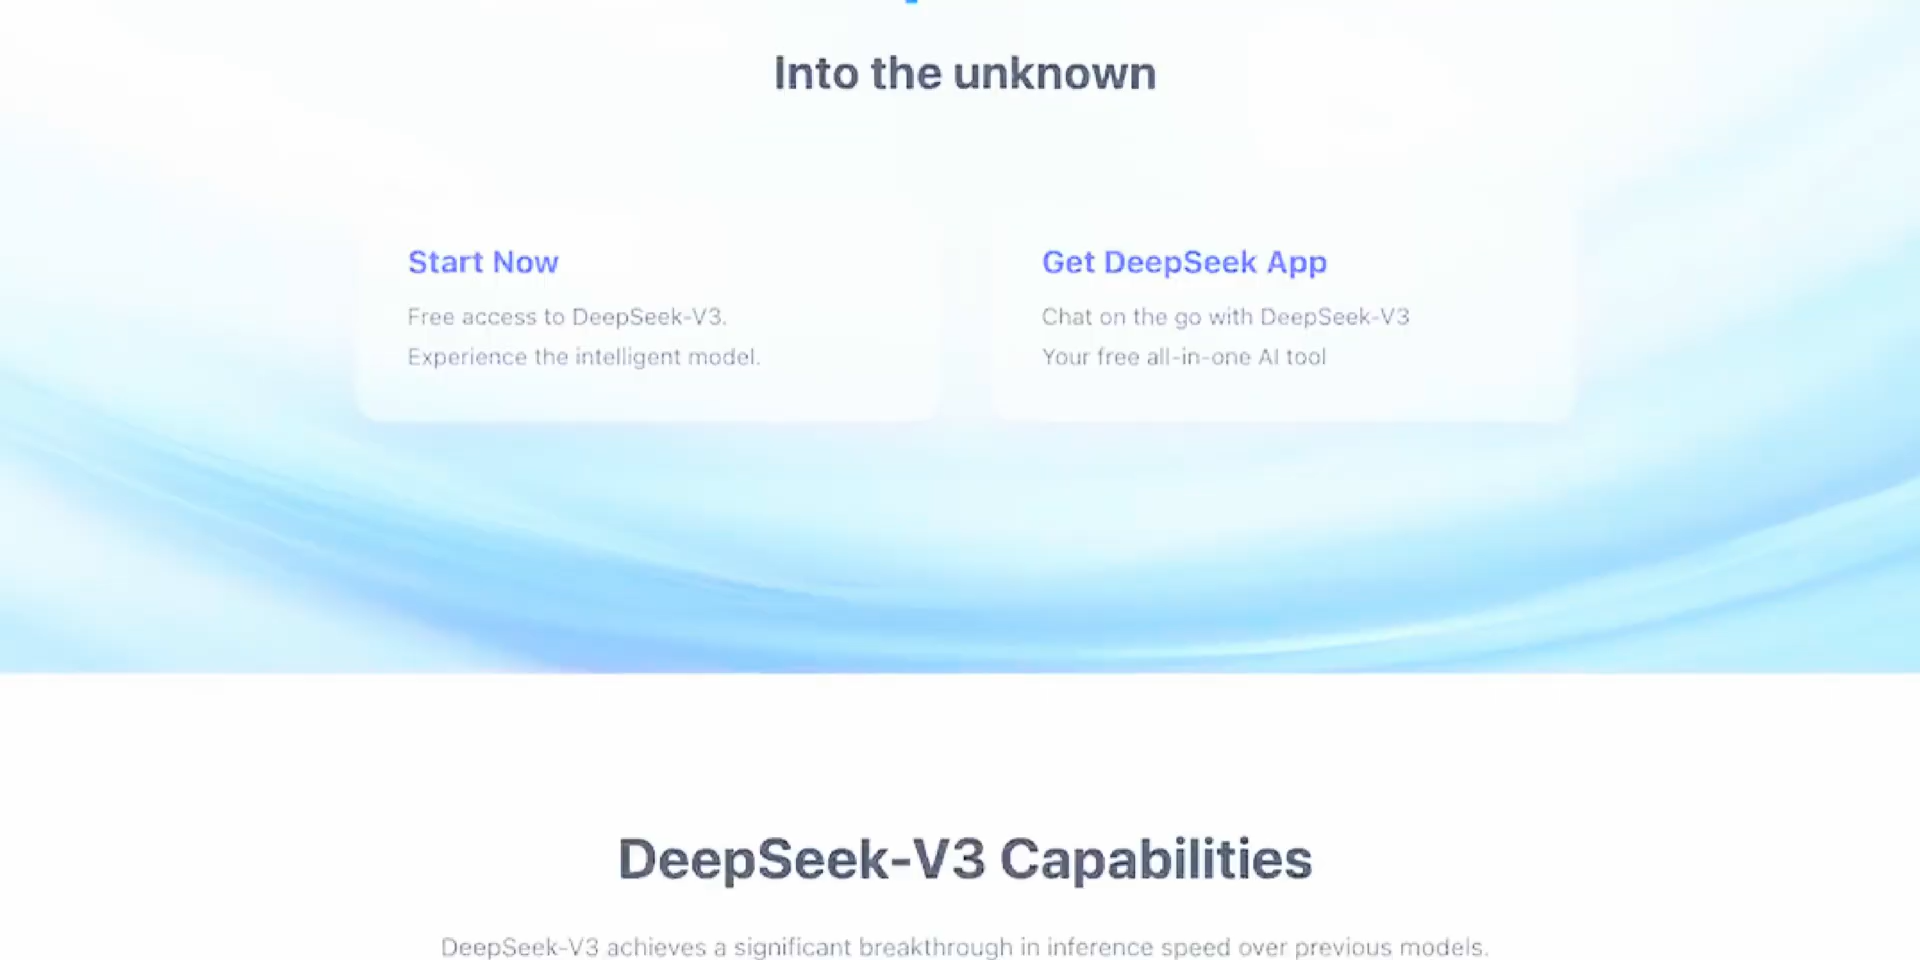 Into the unknown
Start Now
Free access to DeepSeek-V3.
Experience the intelligent model.
Get DeepSeek App
Chat on the go with DeepSeek-V3
Your free all-in-one AI tool
DeepSeek-V3 Capabilities
DeepSeek-V3 achieves a significant breakthrough in inference speed over previous models.